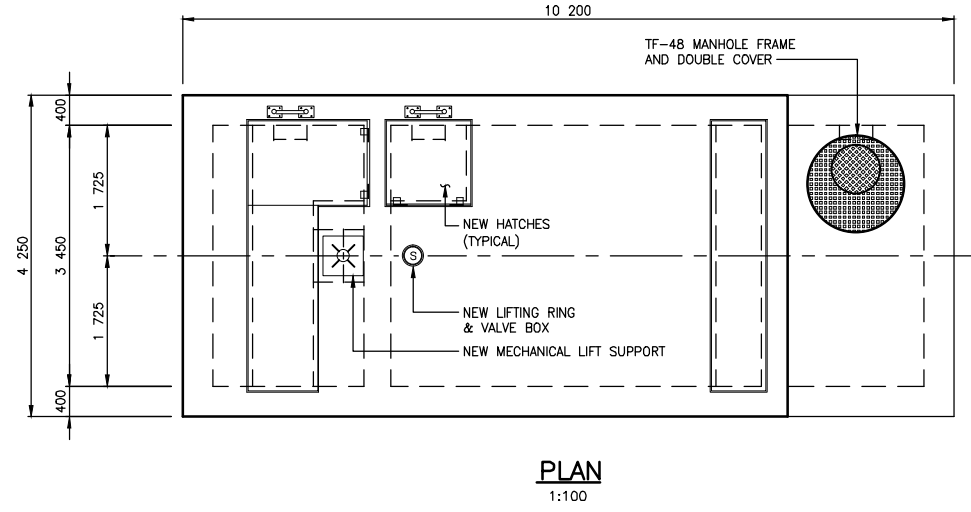 10 200
TF-48 MANHOLE FRAME
AND DOUBLE COVER
400
1 725
4 250
3 450
1 725
400
NEW HATCHES
(TYPICAL)
S
NEW LIFTING RING
& VALVE BOX
NEW MECHANICAL LIFT SUPPORT
PLAN
1:100